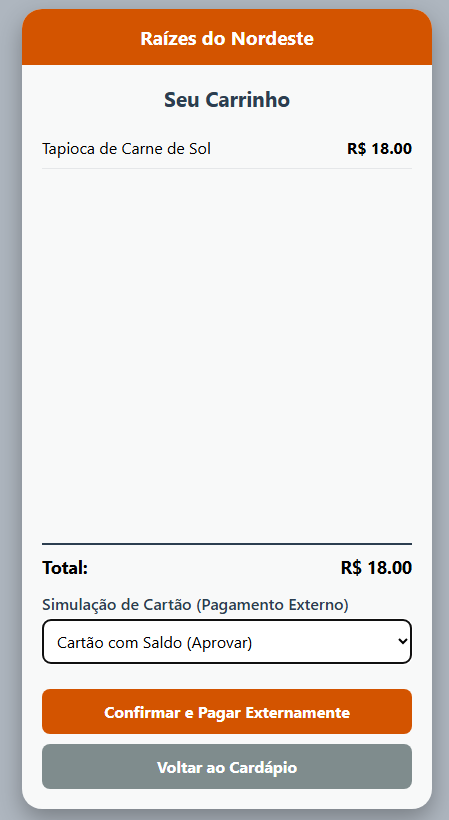 Raízes do Nordeste
Seu Carrinho
Tapioca de Carne de Sol R$ 18.00
Total: R$ 18.00
Simulação de Cartão (Pagamento Externo)
Cartão com Saldo (Aprovar)
Confirmar e Pagar Externamente
Voltar ao Cardápio